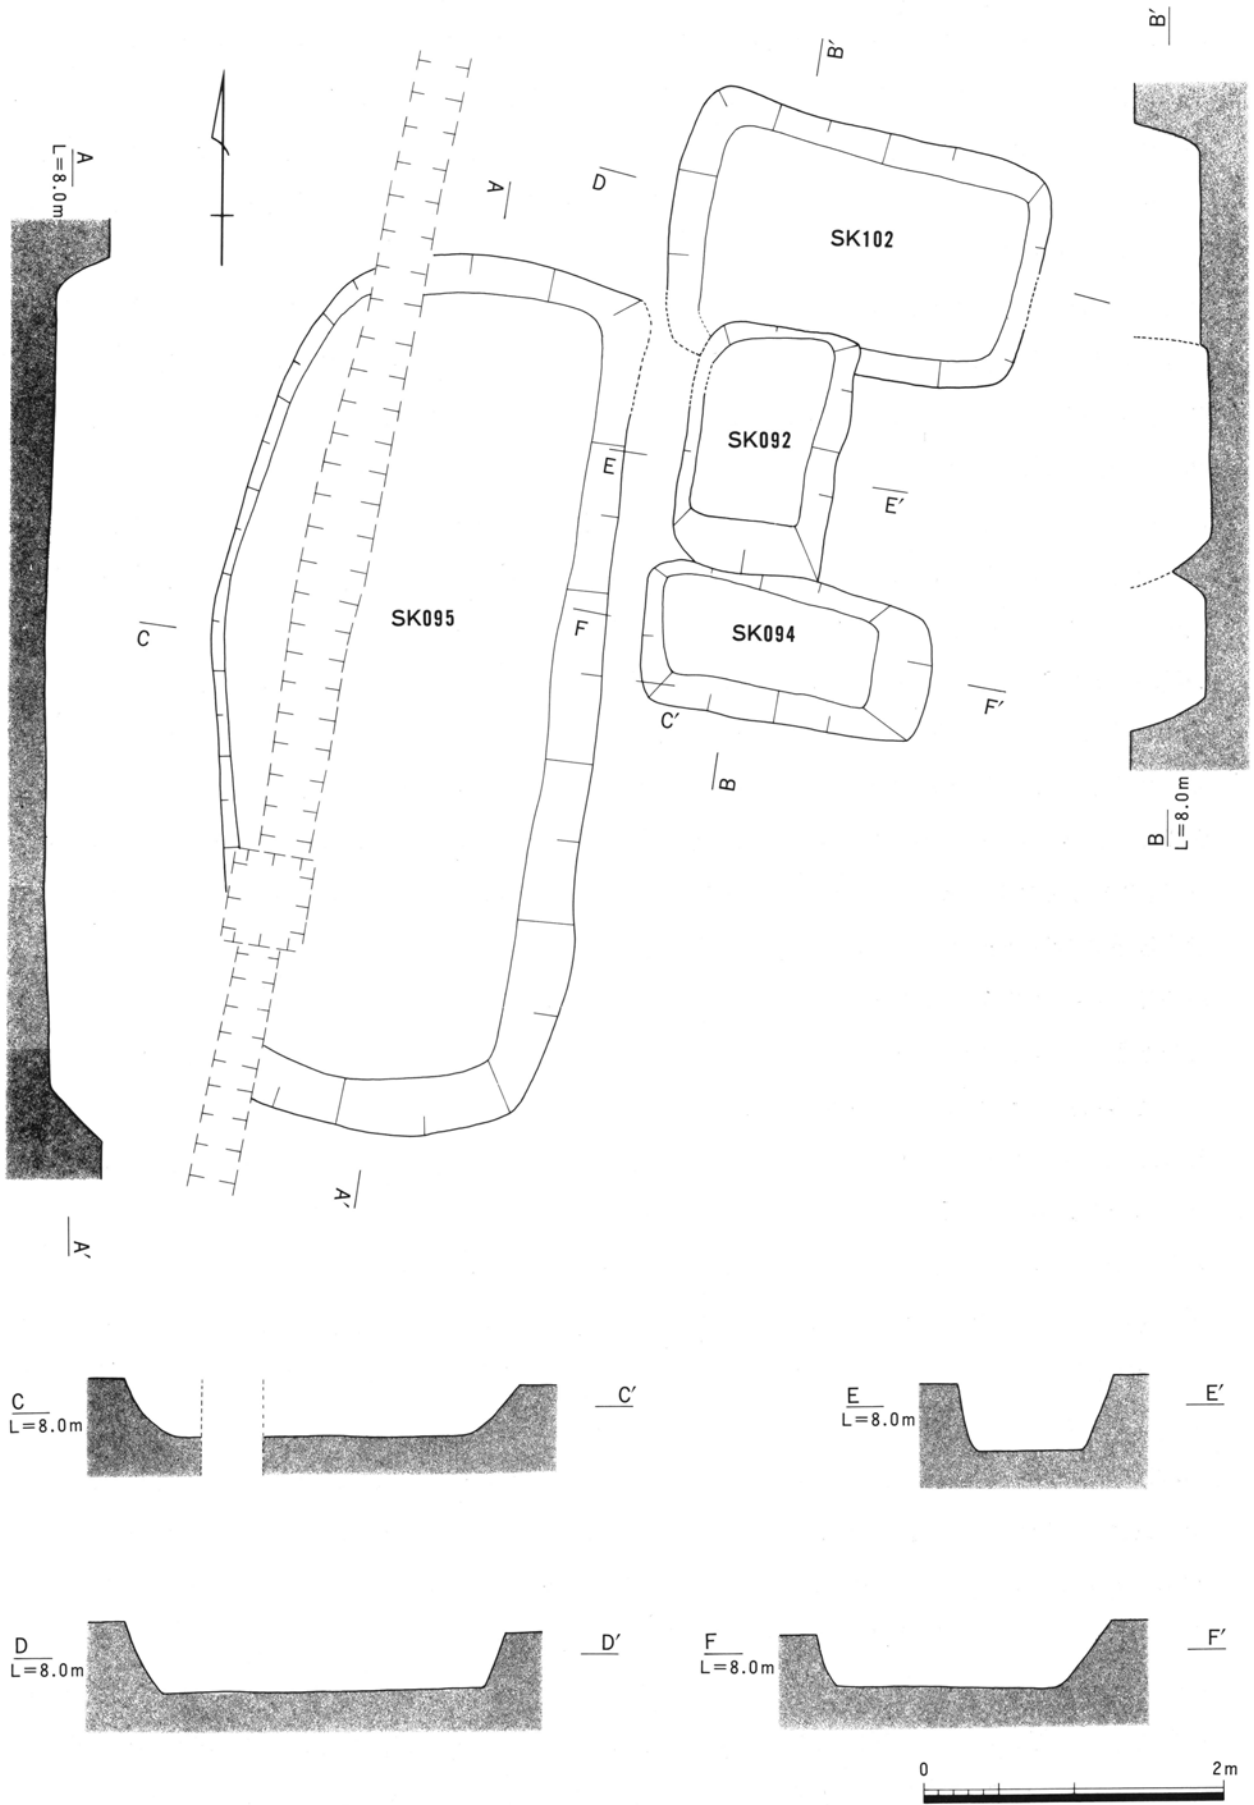 B′
B′
A
L=8.0m
A
D
SK102
SK092
E
E′
SK095
F
SK094
C
C′
F′
B
B
L=8.0m
A′
A′
C
L=8.0m
C′
E
L=8.0m
E′
D
L=8.0m
D′
F
L=8.0m
F′
0
2m